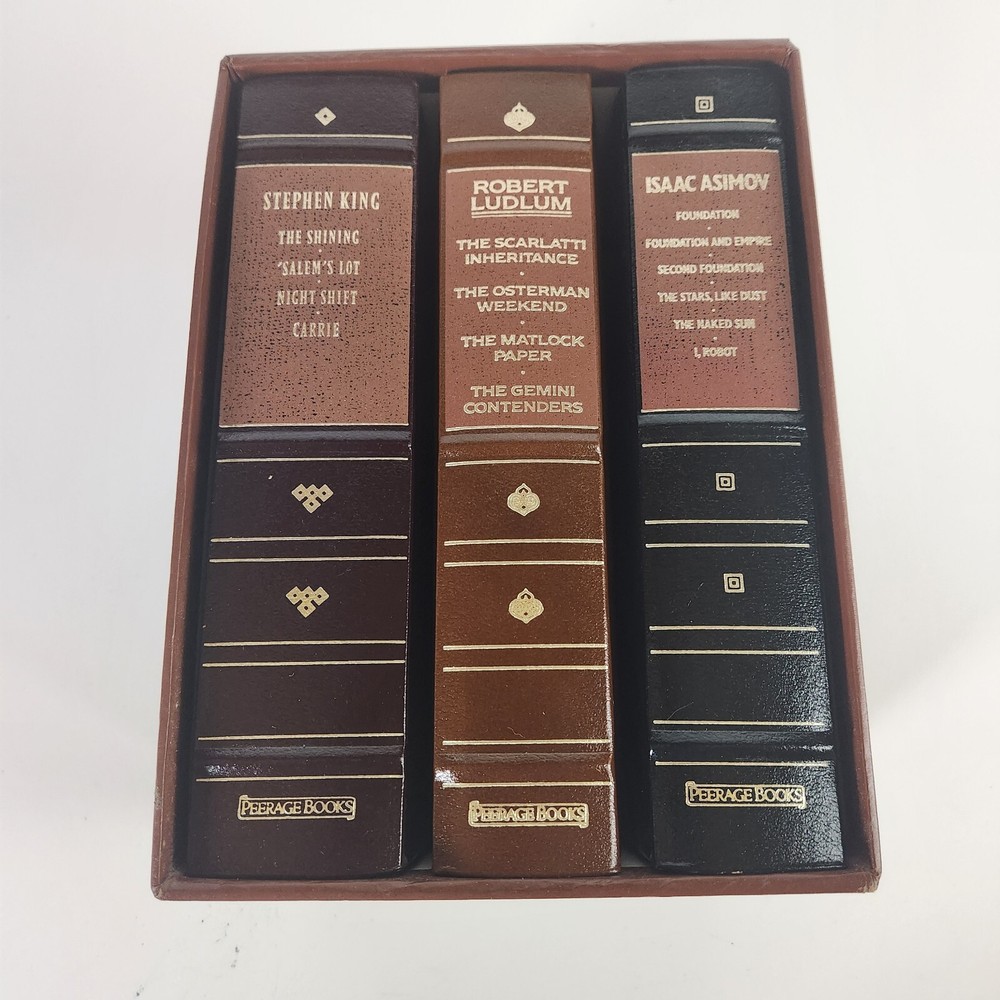 STEPHEN KING
THE SHINING
'SALEM'S LOT
NIGHT SHIFT
CARRIE
PEERAGE BOOKS
ROBERT
LUDLUM
THE SCARLATTI
INHERITANCE
THE OSTERMAN
WEEKEND
THE MATLOCK
PAPER
THE GEMINI
CONTENDERS
PEERAGE BOOKS
ISAAC ASIMOV
FOUNDATION
FOUNDATION AND EMPIRE
SECOND FOUNDATION
THE STARS, LIKE DUST
THE NAKED SUN
I, ROBOT
PEERAGE BOOKS